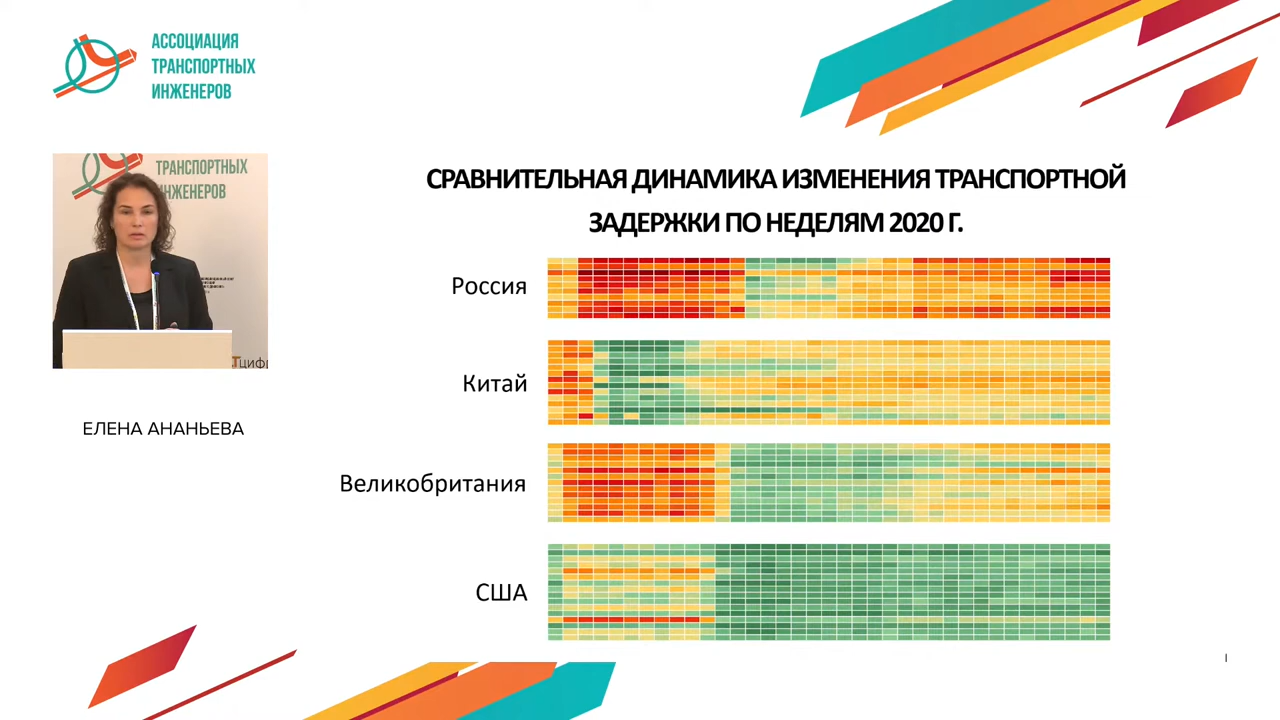 АССОЦИАЦИЯ
ТРАНСПОРТНЫХ
ИНЖЕНЕРОВ
ТРАНСПОРТНЫХ
ИНЖЕНЕРОВ
цифр
ЕЛЕНА АНАНЬЕВА
СРАВНИТЕЛЬНАЯ ДИНАМИКА ИЗМЕНЕНИЯ ТРАНСПОРТНОЙ
ЗАДЕРЖКИ ПО НЕДЕЛЯМ 2020 Г.
Россия
Китай
Великобритания
США
I